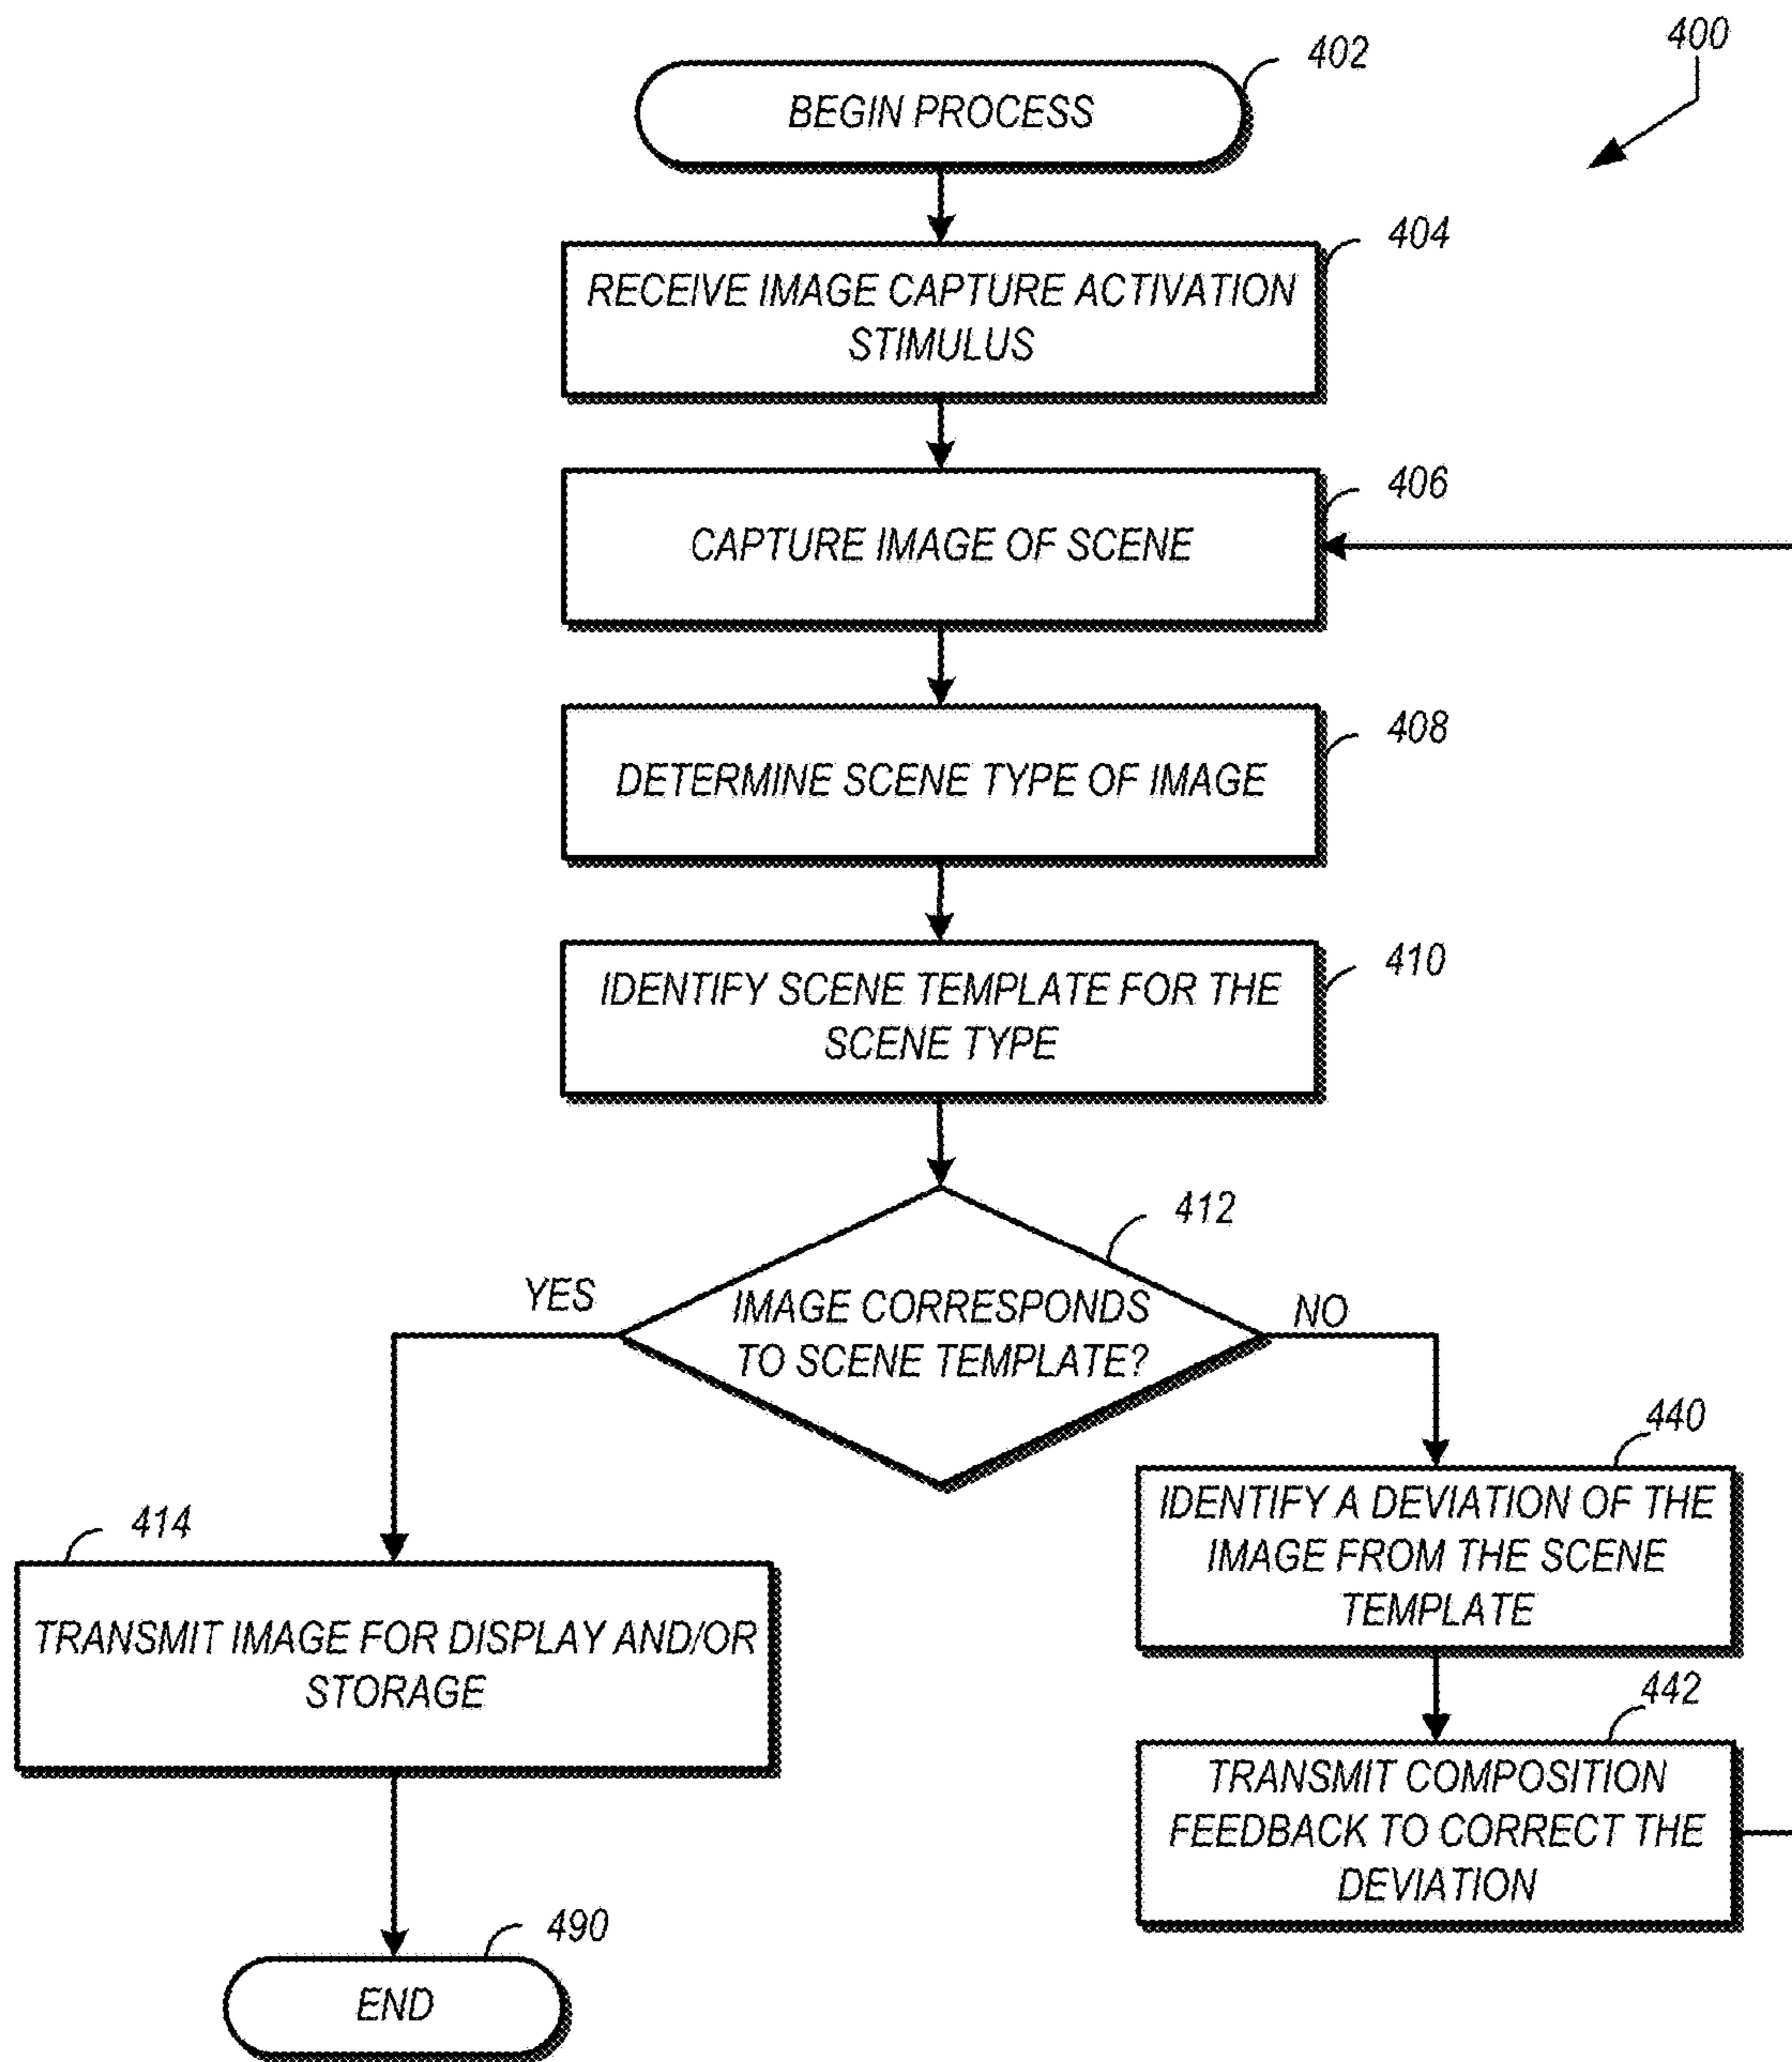 400
402
BEGIN PROCESS
404
RECEIVE IMAGE CAPTURE ACTIVATION
STIMULUS
406
CAPTURE IMAGE OF SCENE
408
DETERMINE SCENE TYPE OF IMAGE
410
IDENTIFY SCENE TEMPLATE FOR THE
SCENE TYPE
412
IMAGE CORRESPONDS
TO SCENE TEMPLATE?
YES
NO
414
TRANSMIT IMAGE FOR DISPLAY AND/OR
STORAGE
440
IDENTIFY A DEVIATION OF THE
IMAGE FROM THE SCENE
TEMPLATE
442
TRANSMIT COMPOSITION
FEEDBACK TO CORRECT THE
DEVIATION
490
END